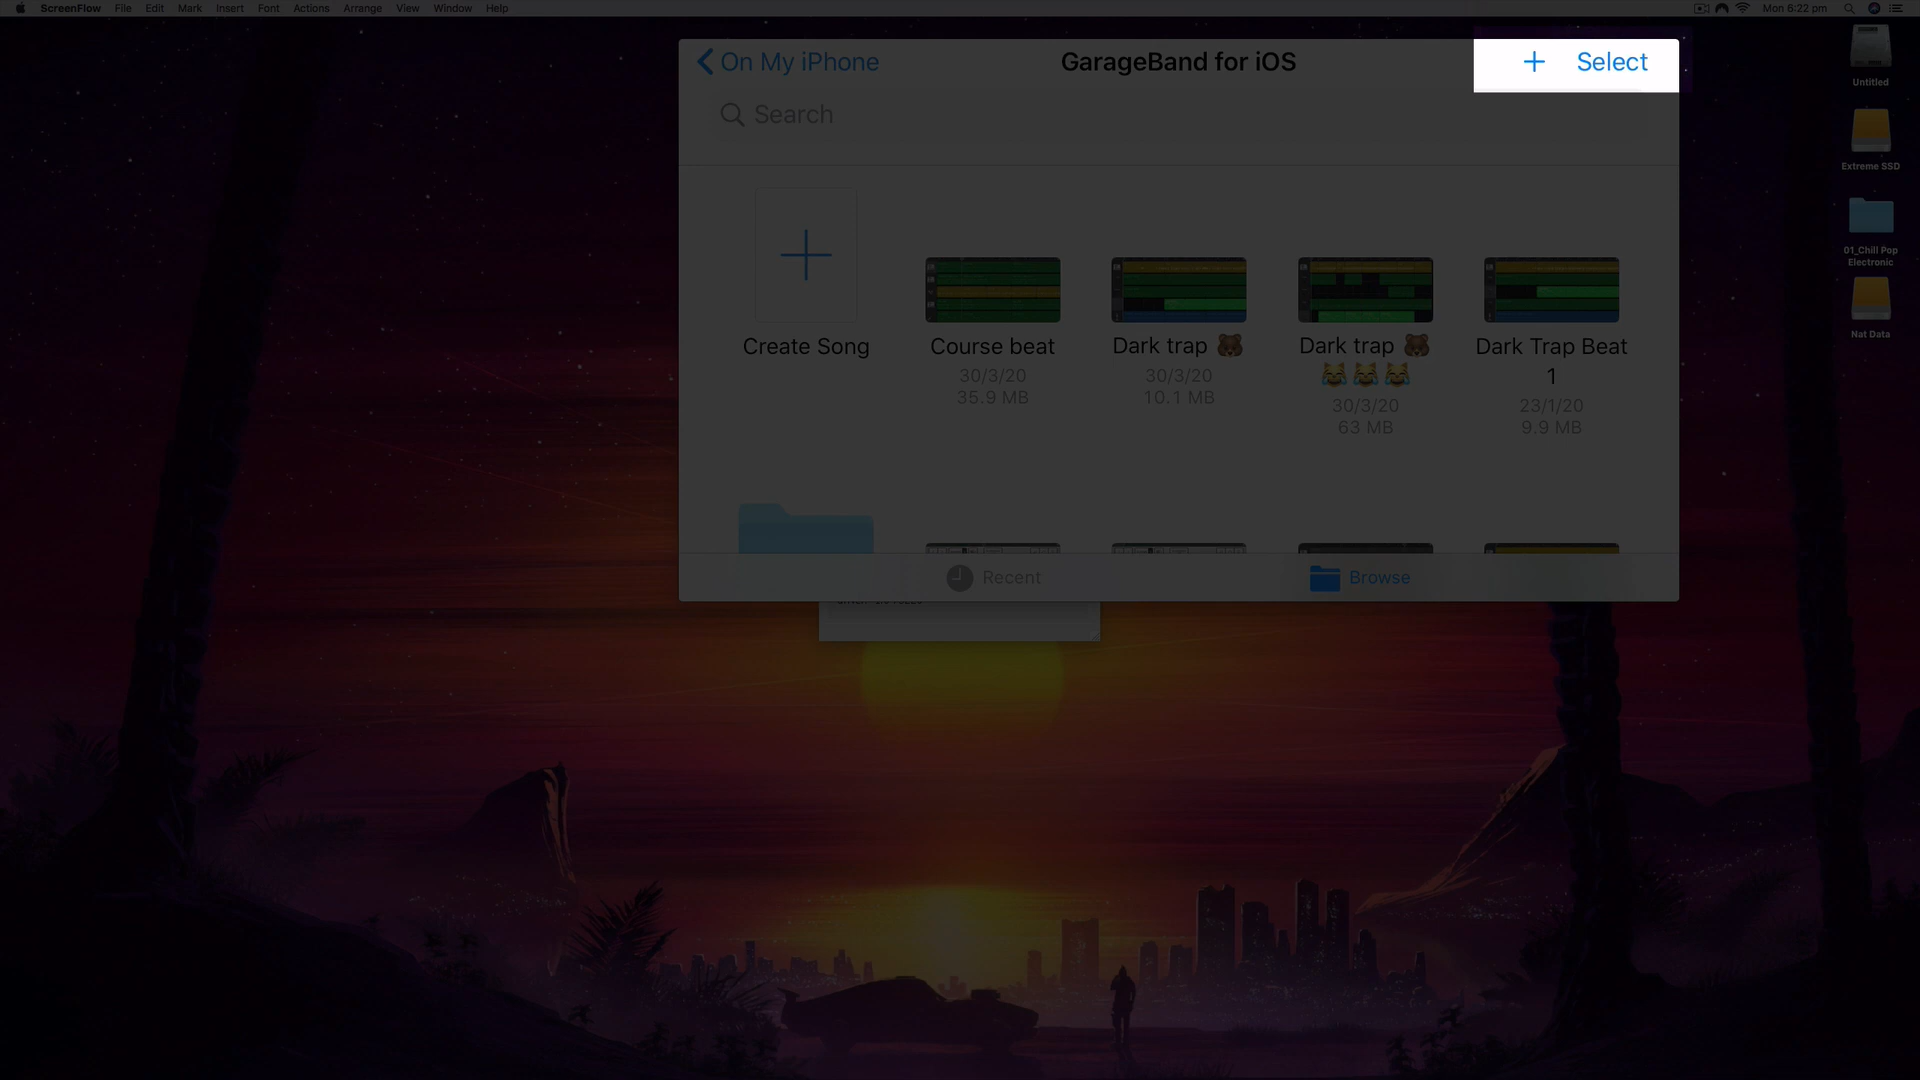 ScreenFlow File Edit Mark Insert Font Actions Arrange View Window Help
Mon 6:22 pm
On My iPhone
GarageBand for iOS
+ Select
Search
Create Song
Course beat
30/3/20
35.9 MB
Dark trap 🐻
30/3/20
10.1 MB
Dark trap 🐻
😹😹😹
30/3/20
63 MB
Dark Trap Beat
1
23/1/20
9.9 MB
Recent
Browse
Untitled
Extreme SSD
01_Chill Pop
Electronic
Nat Data